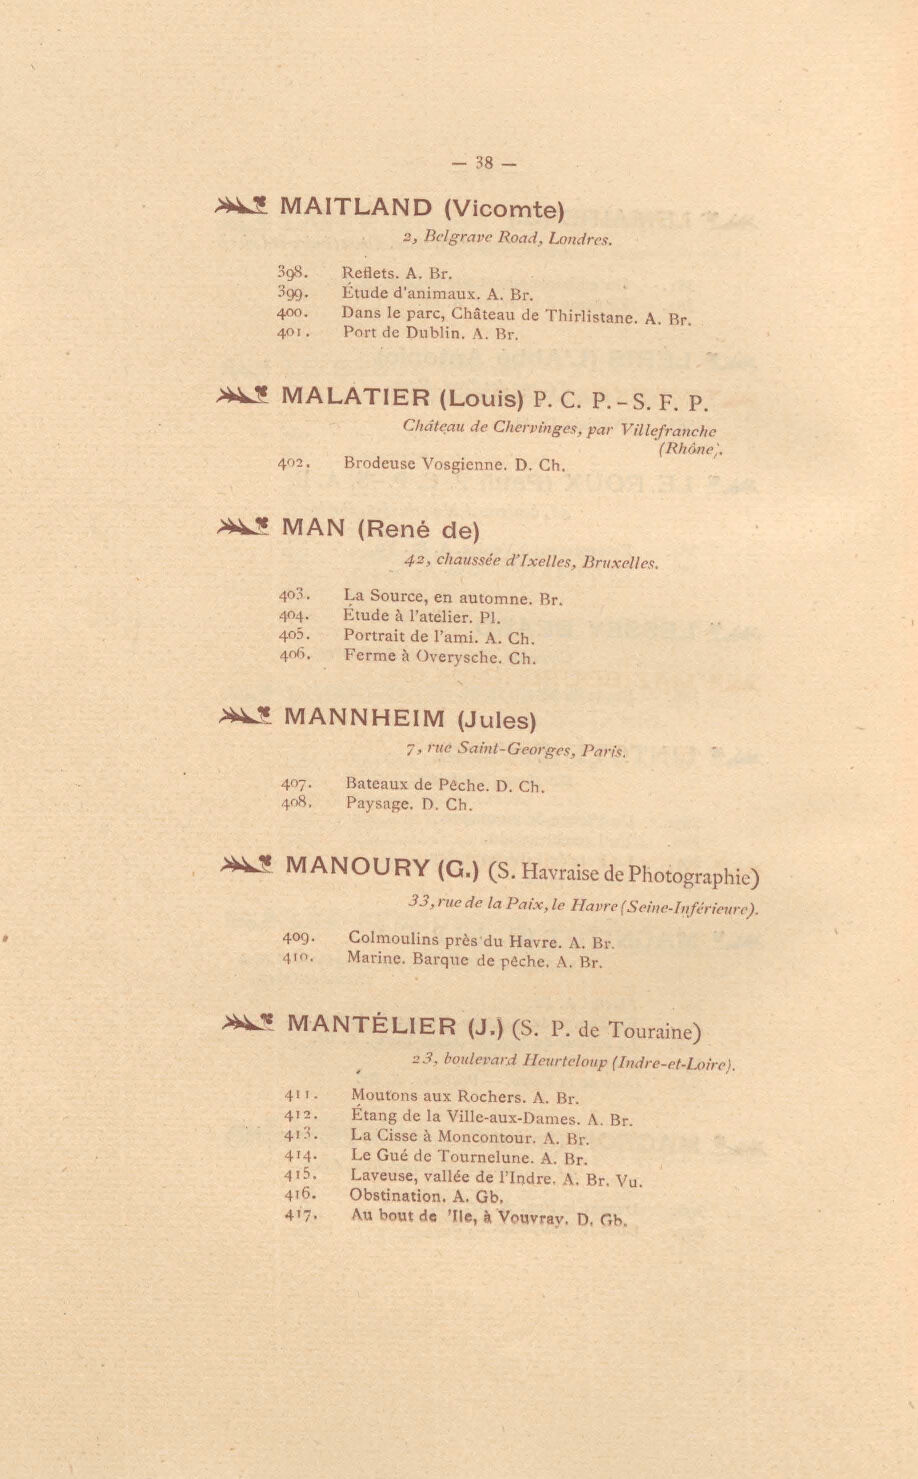 — 38 —
MAITLAND (Vicomte)
2, Belgrave Road, Londres.
398. Reflets. A. Br.
399. Étude d'animaux. A. Br.
400. Dans le parc, Château de Thirlistane. A. Br.
401. Port de Dublin. A. Br.
MALATIER (Louis) P. C. P. - S. F. P.
Château de Chervinges, par Villefranche
(Rhône).
402. Brodeuse Vosgienne. D. Ch.
MAN (René de)
42, chaussée d'Ixelles, Bruxelles.
403. La Source, en automne. Br.
404. Étude à l'atelier. Pl.
405. Portrait de l'ami. A. Ch.
406. Ferme à Overysche. Ch.
MANNHEIM (Jules)
7, rue Saint-Georges, Paris.
407. Bateaux de Pêche. D. Ch.
408. Paysage. D. Ch.
MANOURY (G.) (S. Havraise de Photographie)
33, rue de la Paix, le Havre (Seine-Inférieure).
409. Colmoulins près du Havre. A. Br.
410. Marine. Barque de pêche. A. Br.
MANTÉLIER (J.) (S. P. de Touraine)
23, boulevard Heurteloup (Indre-et-Loire).
411. Moutons aux Rochers. A. Br.
412. Étang de la Ville-aux-Dames. A. Br.
413. La Cisse à Moncontour. A. Br.
414. Le Gué de Tournelune. A. Br.
415. Laveuse, vallée de l'Indre. A. Br. Vu.
416. Obstination. A. Gb.
417. Au bout de 'Ile, à Vouvray. D. Gb.